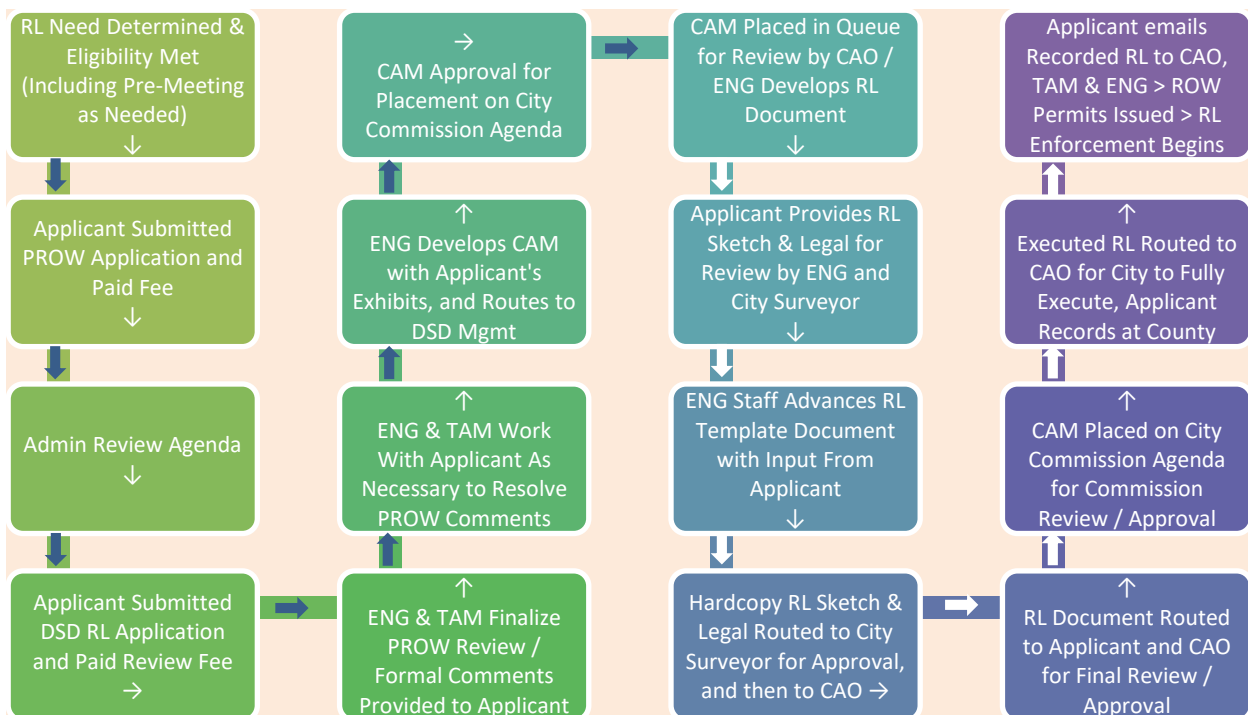 RL Need Determined &
Eligibility Met
(Including Pre-Meeting
as Needed)
↓
Applicant Submitted
PROW Application and
Paid Fee
↓
Admin Review Agenda
↓
Applicant Submitted
DSD RL Application
and Paid Review Fee
→
↑
ENG & TAM Finalize
PROW Review /
Formal Comments
Provided to Applicant
↑
ENG & TAM Work
With Applicant As
Necessary to Resolve
PROW Comments
↑
ENG Develops CAM
with Applicant's
Exhibits, and Routes to
DSD Mgmt
→
CAM Approval for
Placement on City
Commission Agenda
CAM Placed in Queue
for Review by CAO /
ENG Develops RL
Document
↓
Applicant Provides RL
Sketch & Legal for
Review by ENG and
City Surveyor
↓
ENG Staff Advances RL
Template Document
with Input From
Applicant
↓
Hardcopy RL Sketch &
Legal Routed to City
Surveyor for Approval,
and then to CAO →
↑
RL Document Routed
to Applicant and CAO
for Final Review /
Approval
↑
CAM Placed on City
Commission Agenda
for Commission
Review / Approval
↑
Executed RL Routed to
CAO for City to Fully
Execute, Applicant
Records at County
Applicant emails
Recorded RL to CAO,
TAM & ENG > ROW
Permits Issued > RL
Enforcement Begins